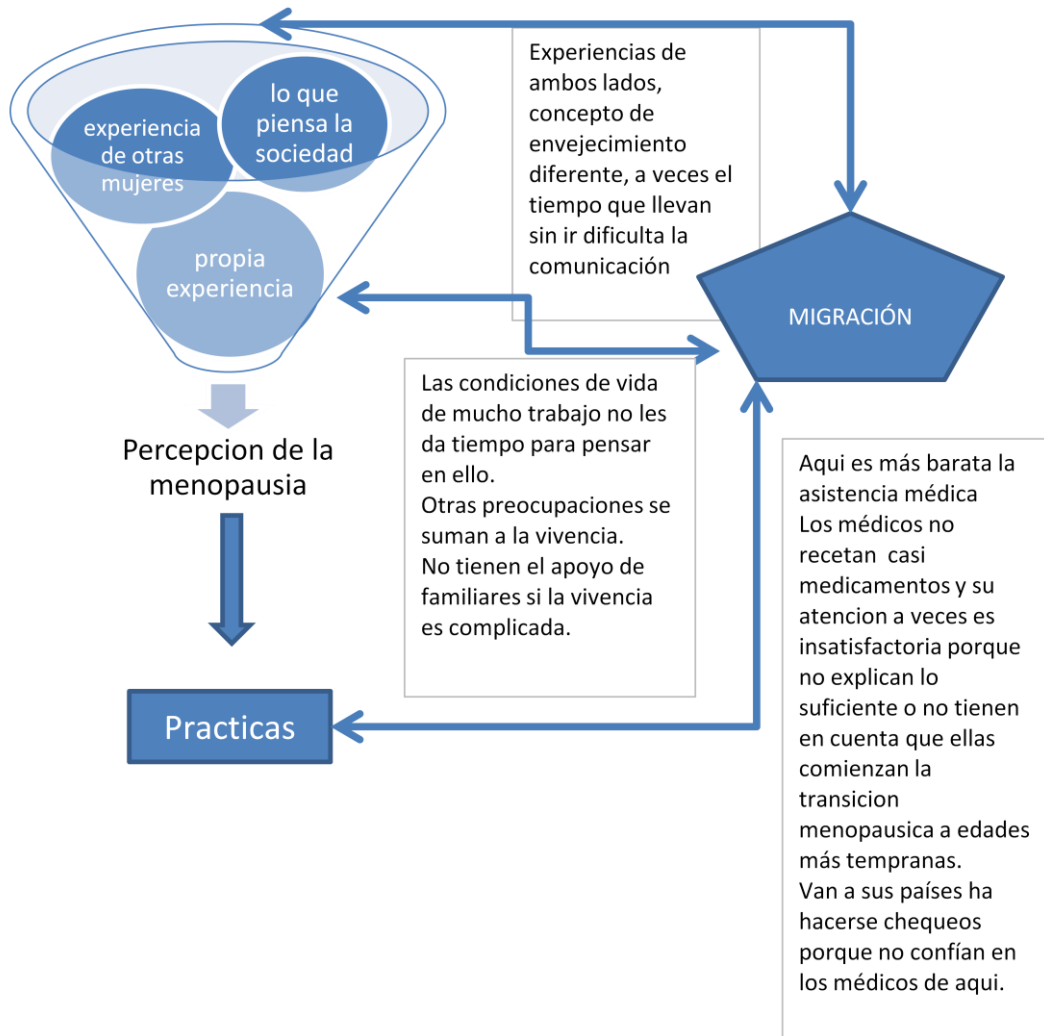 experiencia
de otras
mujeres
lo que
piensa la
sociedad
propia
experiencia
Percepcion de la
menopausia
Practicas
Experiencias de
ambos lados,
concepto de
envejecimiento
diferente, a veces el
tiempo que llevan
sin ir dificulta la
comunicación
MIGRACIÓN
Las condiciones de vida
de mucho trabajo no les
da tiempo para pensar
en ello.
Otras preocupaciones se
suman a la vivencia.
No tienen el apoyo de
familiares si la vivencia
es complicada.
Aqui es más barata la
asistencia médica
Los médicos no
recetan casi
medicamentos y su
atencion a veces es
insatisfactoria porque
no explican lo
suficiente o no tienen
en cuenta que ellas
comienzan la
transicion
menopausica a edades
más tempranas.
Van a sus países ha
hacerse chequeos
porque no confían en
los médicos de aqui.